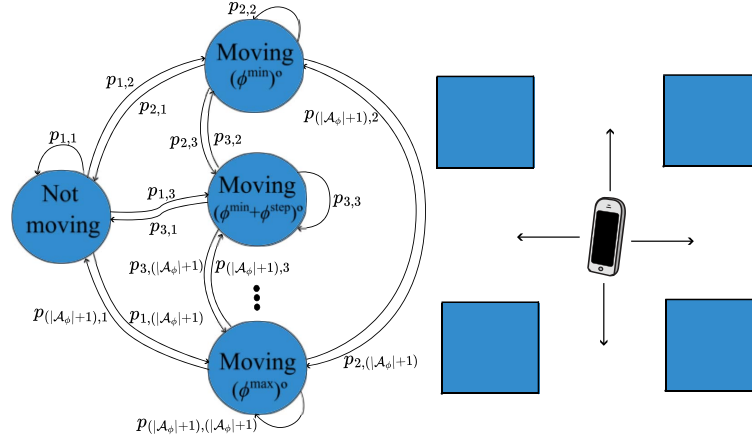 p_{2,2}
Moving
(ϕ^{min})^o
p_{1,2}
p_{2,1}
p_{(|𝒜_ϕ|+1),2}
p_{1,1}
p_{2,3}
p_{3,2}
Not
moving
p_{1,3}
p_{3,1}
Moving
(ϕ^{min}+ϕ^{step})^o
p_{3,3}
p_{3,(|𝒜_ϕ|+1)}
p_{(|𝒜_ϕ|+1),3}
p_{(|𝒜_ϕ|+1),1}
p_{1,(|𝒜_ϕ|+1)}
Moving
(ϕ^{max})^o
p_{2,(|𝒜_ϕ|+1)}
p_{(|𝒜_ϕ|+1),(|𝒜_ϕ|+1)}